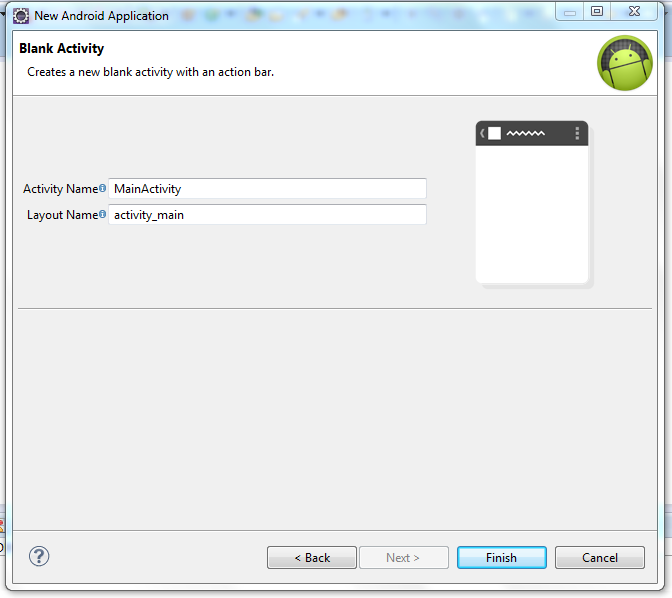 New Android Application
Blank Activity
Creates a new blank activity with an action bar.
Activity Name MainActivity
Layout Name activity_main
< Back Next > Finish Cancel